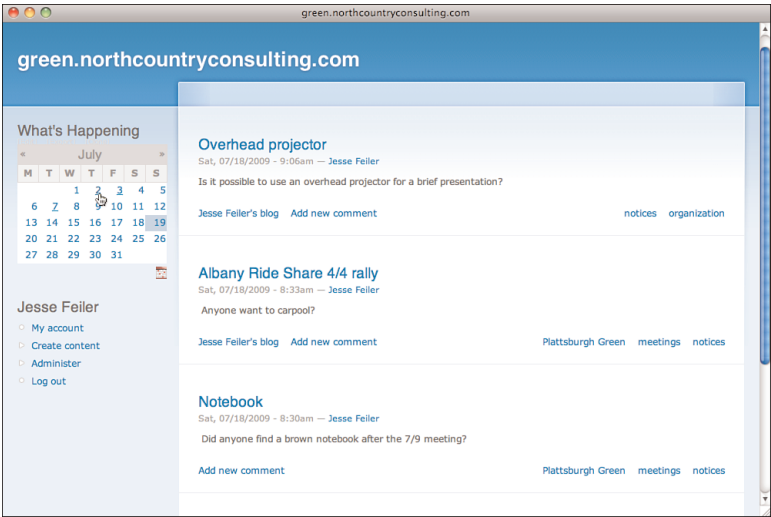 green.northcountryconsulting.com
green.northcountryconsulting.com
What's Happening
« July »
M T W T F S S
1 2 3 4 5
6 7 8 9 10 11 12
13 14 15 16 17 18 19
20 21 22 23 24 25 26
27 28 29 30 31
Jesse Feiler
My account
Create content
Administer
Log out
Overhead projector
Sat, 07/18/2009 - 9:06am — Jesse Feiler
Is it possible to use an overhead projector for a brief presentation?
Jesse Feiler's blog Add new comment notices organization
Albany Ride Share 4/4 rally
Sat, 07/18/2009 - 8:33am — Jesse Feiler
Anyone want to carpool?
Jesse Feiler's blog Add new comment Plattsburgh Green meetings notices
Notebook
Sat, 07/18/2009 - 8:30am — Jesse Feiler
Did anyone find a brown notebook after the 7/9 meeting?
Add new comment Plattsburgh Green meetings notices